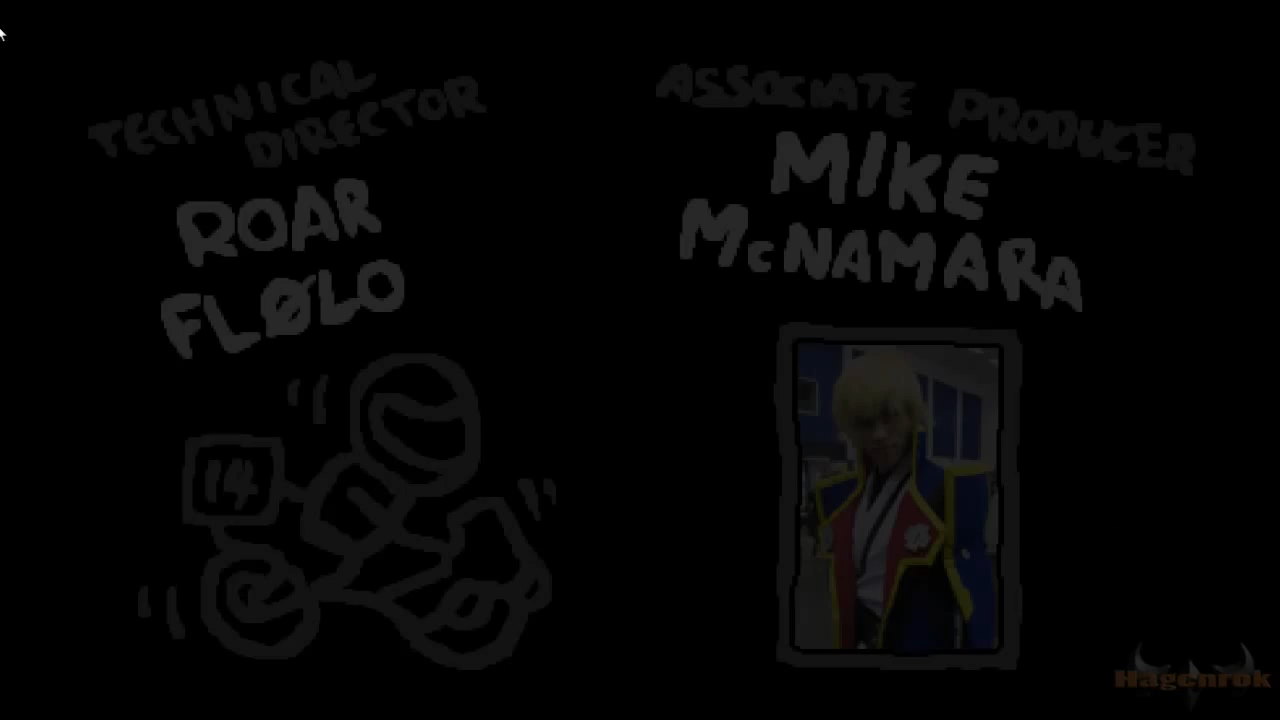 TECHNICAL
DIRECTOR
ROAR
FLØLO
14
ASSOCIATE PRODUCER
MIKE
McNAMARA
Hagenrok